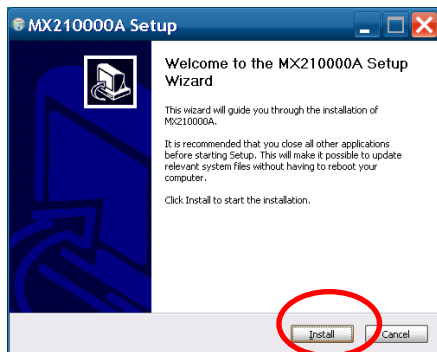 MX210000A Setup
Welcome to the MX210000A Setup
Wizard
This wizard will guide you through the installation of
MX210000A.
It is recommended that you close all other applications
before starting Setup. This will make it possible to update
relevant system files without having to reboot your
computer.
Click Install to start the installation.
Install
Cancel